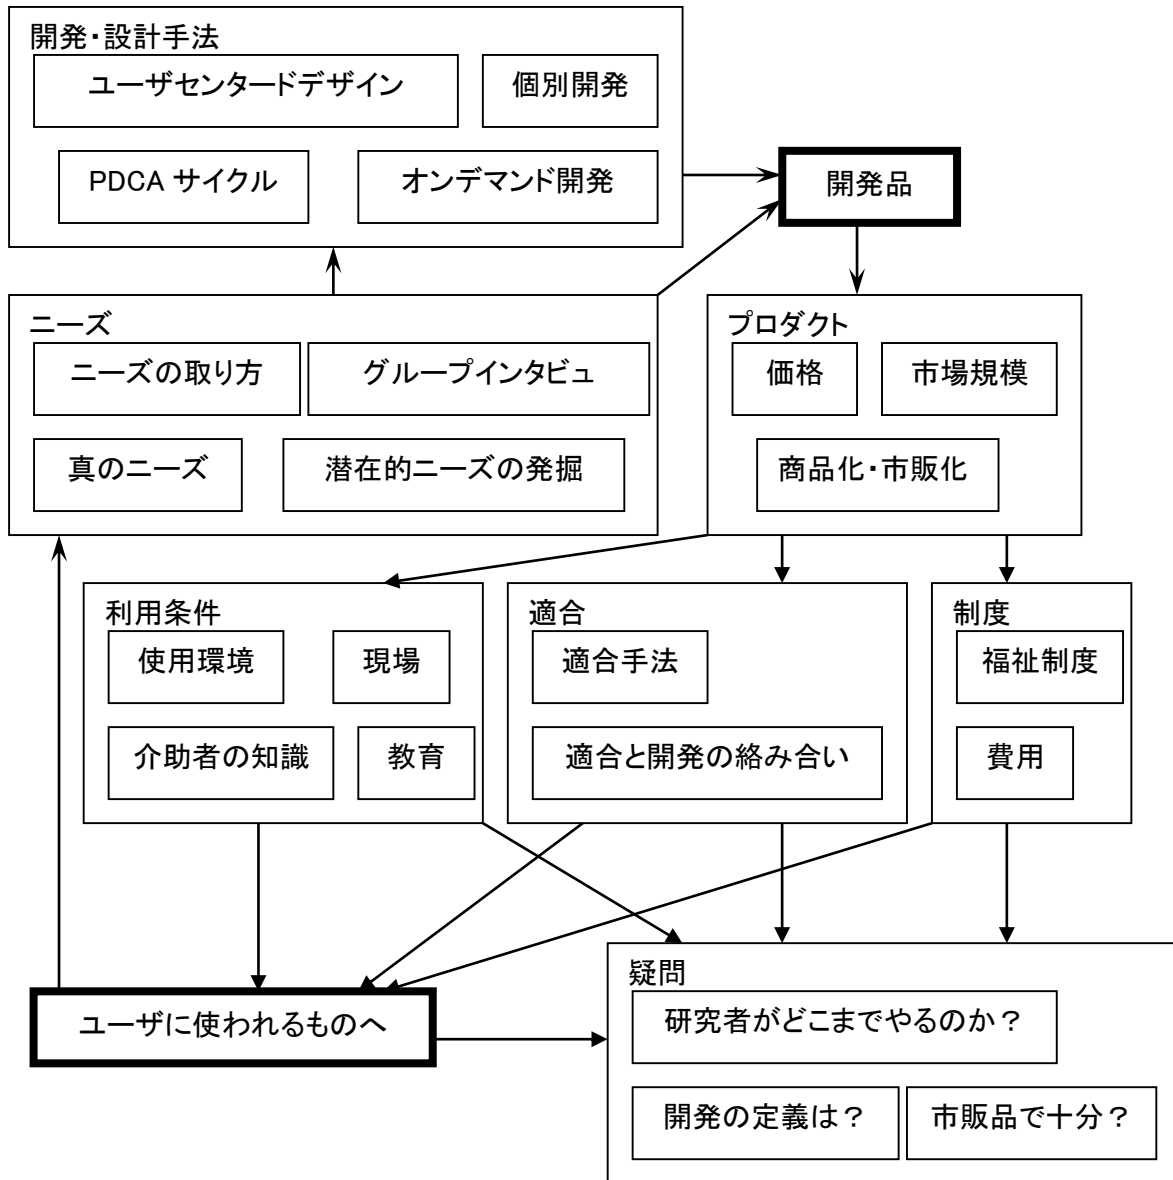 開発・設計手法
ユーザセンタードデザイン
個別開発
PDCA サイクル
オンデマンド開発
開発品
ニーズ
ニーズの取り方
グループインタビュ
真のニーズ
潜在的ニーズの発掘
プロダクト
価格
市場規模
商品化・市販化
利用条件
使用環境
現場
介助者の知識
教育
適合
適合手法
適合と開発の絡み合い
制度
福祉制度
費用
ユーザに使われるものへ
疑問
研究者がどこまでやるのか？
開発の定義は？
市販品で十分？